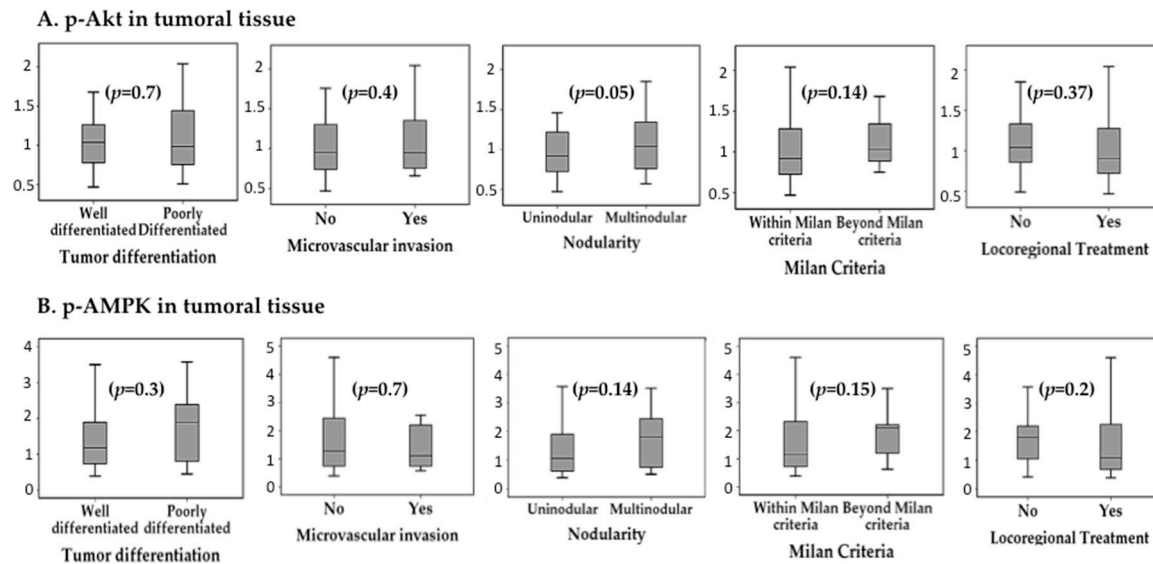 A. p-Akt in tumoral tissue
2
1.5
1
0.5
(p=0.7)
Well differentiated
Poorly Differentiated
Tumor differentiation
2
1.5
1
0.5
(p=0.4)
No
Yes
Microvascular invasion
2
1.5
1
0.5
(p=0.05)
Uninodular
Multinodular
Nodularity
2
1.5
1
0.5
(p=0.14)
Within Milan criteria
Beyond Milan criteria
Milan Criteria
2
1.5
1
0.5
(p=0.37)
No
Yes
Locoregional Treatment
B. p-AMPK in tumoral tissue
4
3
2
1
0
(p=0.3)
Well differentiated
Poorly differentiated
Tumor differentiation
5
4
3
2
1
0
(p=0.7)
No
Yes
Microvascular invasion
5
4
3
2
1
0
(p=0.14)
Uninodular
Multinodular
Nodularity
5
4
3
2
1
0
(p=0.15)
Within Milan criteria
Beyond Milan criteria
Milan Criteria
5
4
3
2
1
0
(p=0.2)
No
Yes
Locoregional Treatment